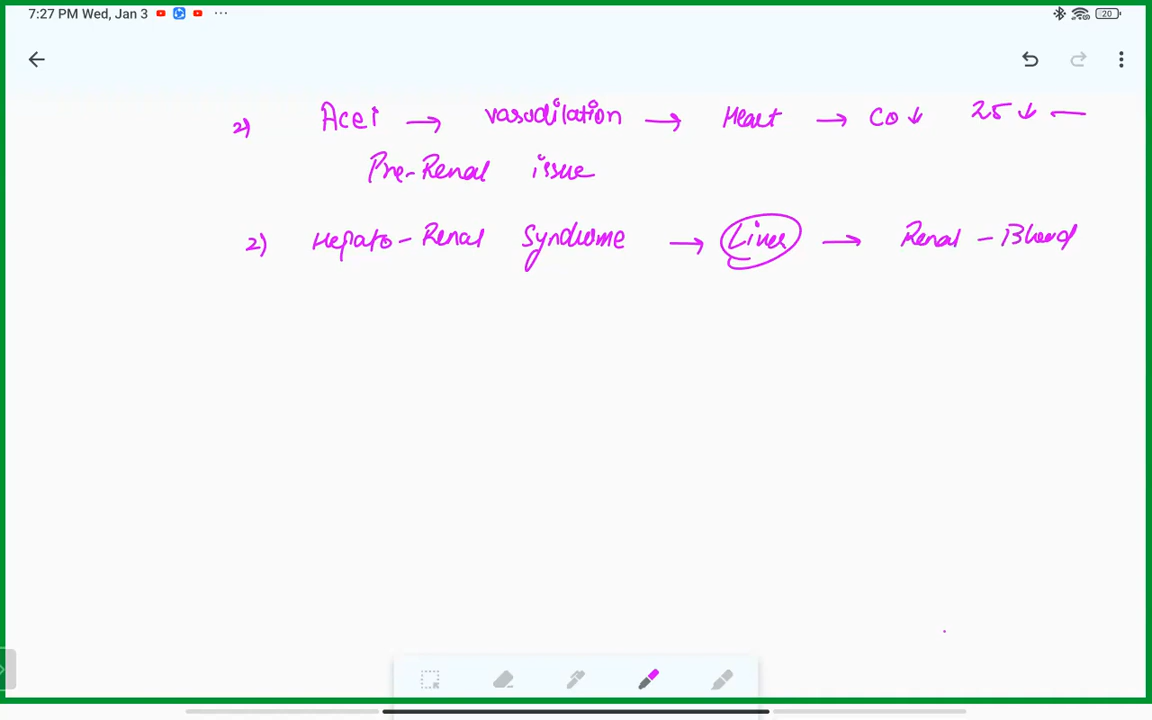 7:27 PM Wed, Jan 3
20
2) Acei → vasodilation → Heart → CO↓ 25↓ —
Pre-Renal issue
2) Hepato-Renal Syndrome → Liver → Renal - Blood